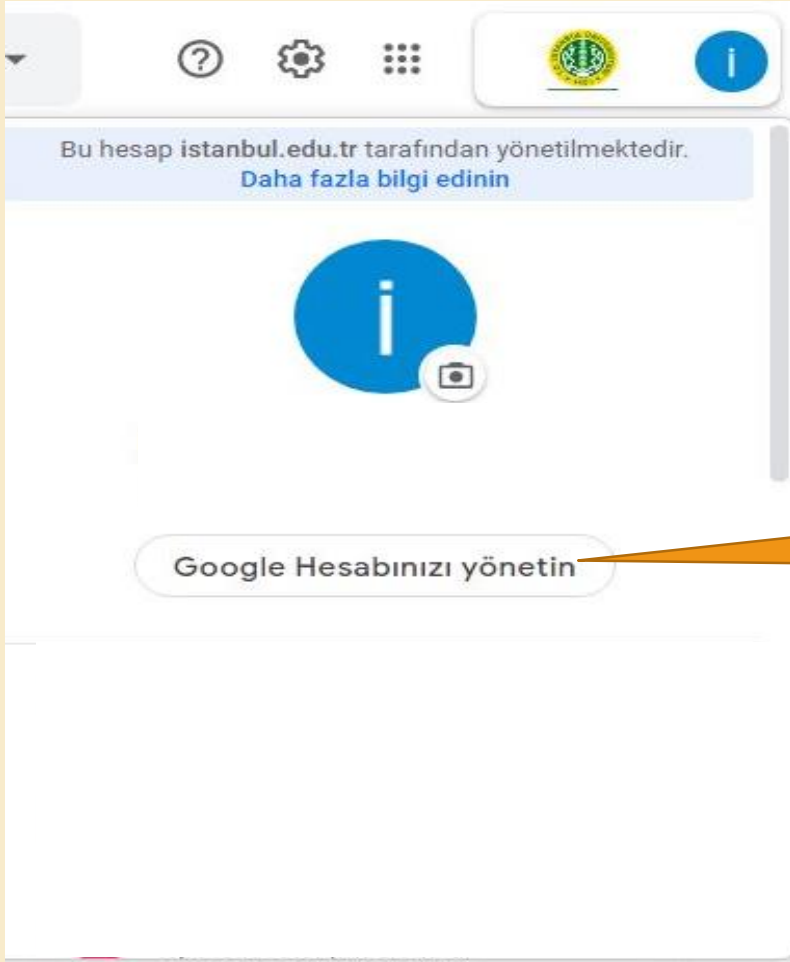 i
Bu hesap istanbul.edu.tr tarafından yönetilmektedir.
Daha fazla bilgi edinin
i
Google Hesabınızı yönetin